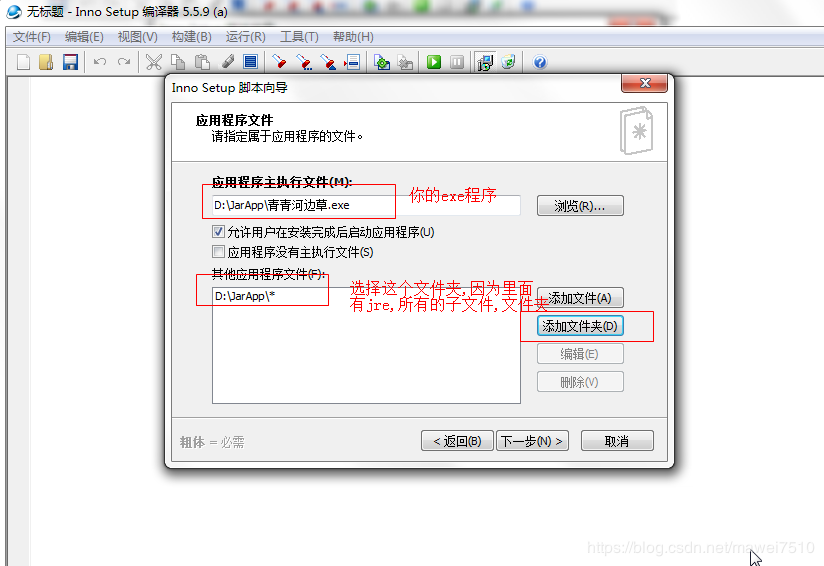 无标题 - Inno Setup 编译器 5.5.9 (a)
文件(F) 编辑(E) 视图(V) 构建(B) 运行(R) 工具(T) 帮助(H)
Inno Setup 脚本向导
应用程序文件
请指定属于应用程序的文件。
应用程序主执行文件(M):
你的exe程序
D:\JarApp\青青河边草.exe
浏览(R)...
允许用户在安装完成后启动应用程序(U)
应用程序没有主执行文件(S)
其他应用程序文件(F):
选择这个文件夹,因为里面
有jre,所有的子文件,文件夹
D:\JarApp\*
添加文件(A)
添加文件夹(D)
编辑(E)
删除(V)
粗体 = 必需
< 返回(B) 下一步(N) > 取消
https://blog.csdn.net/mawei7510